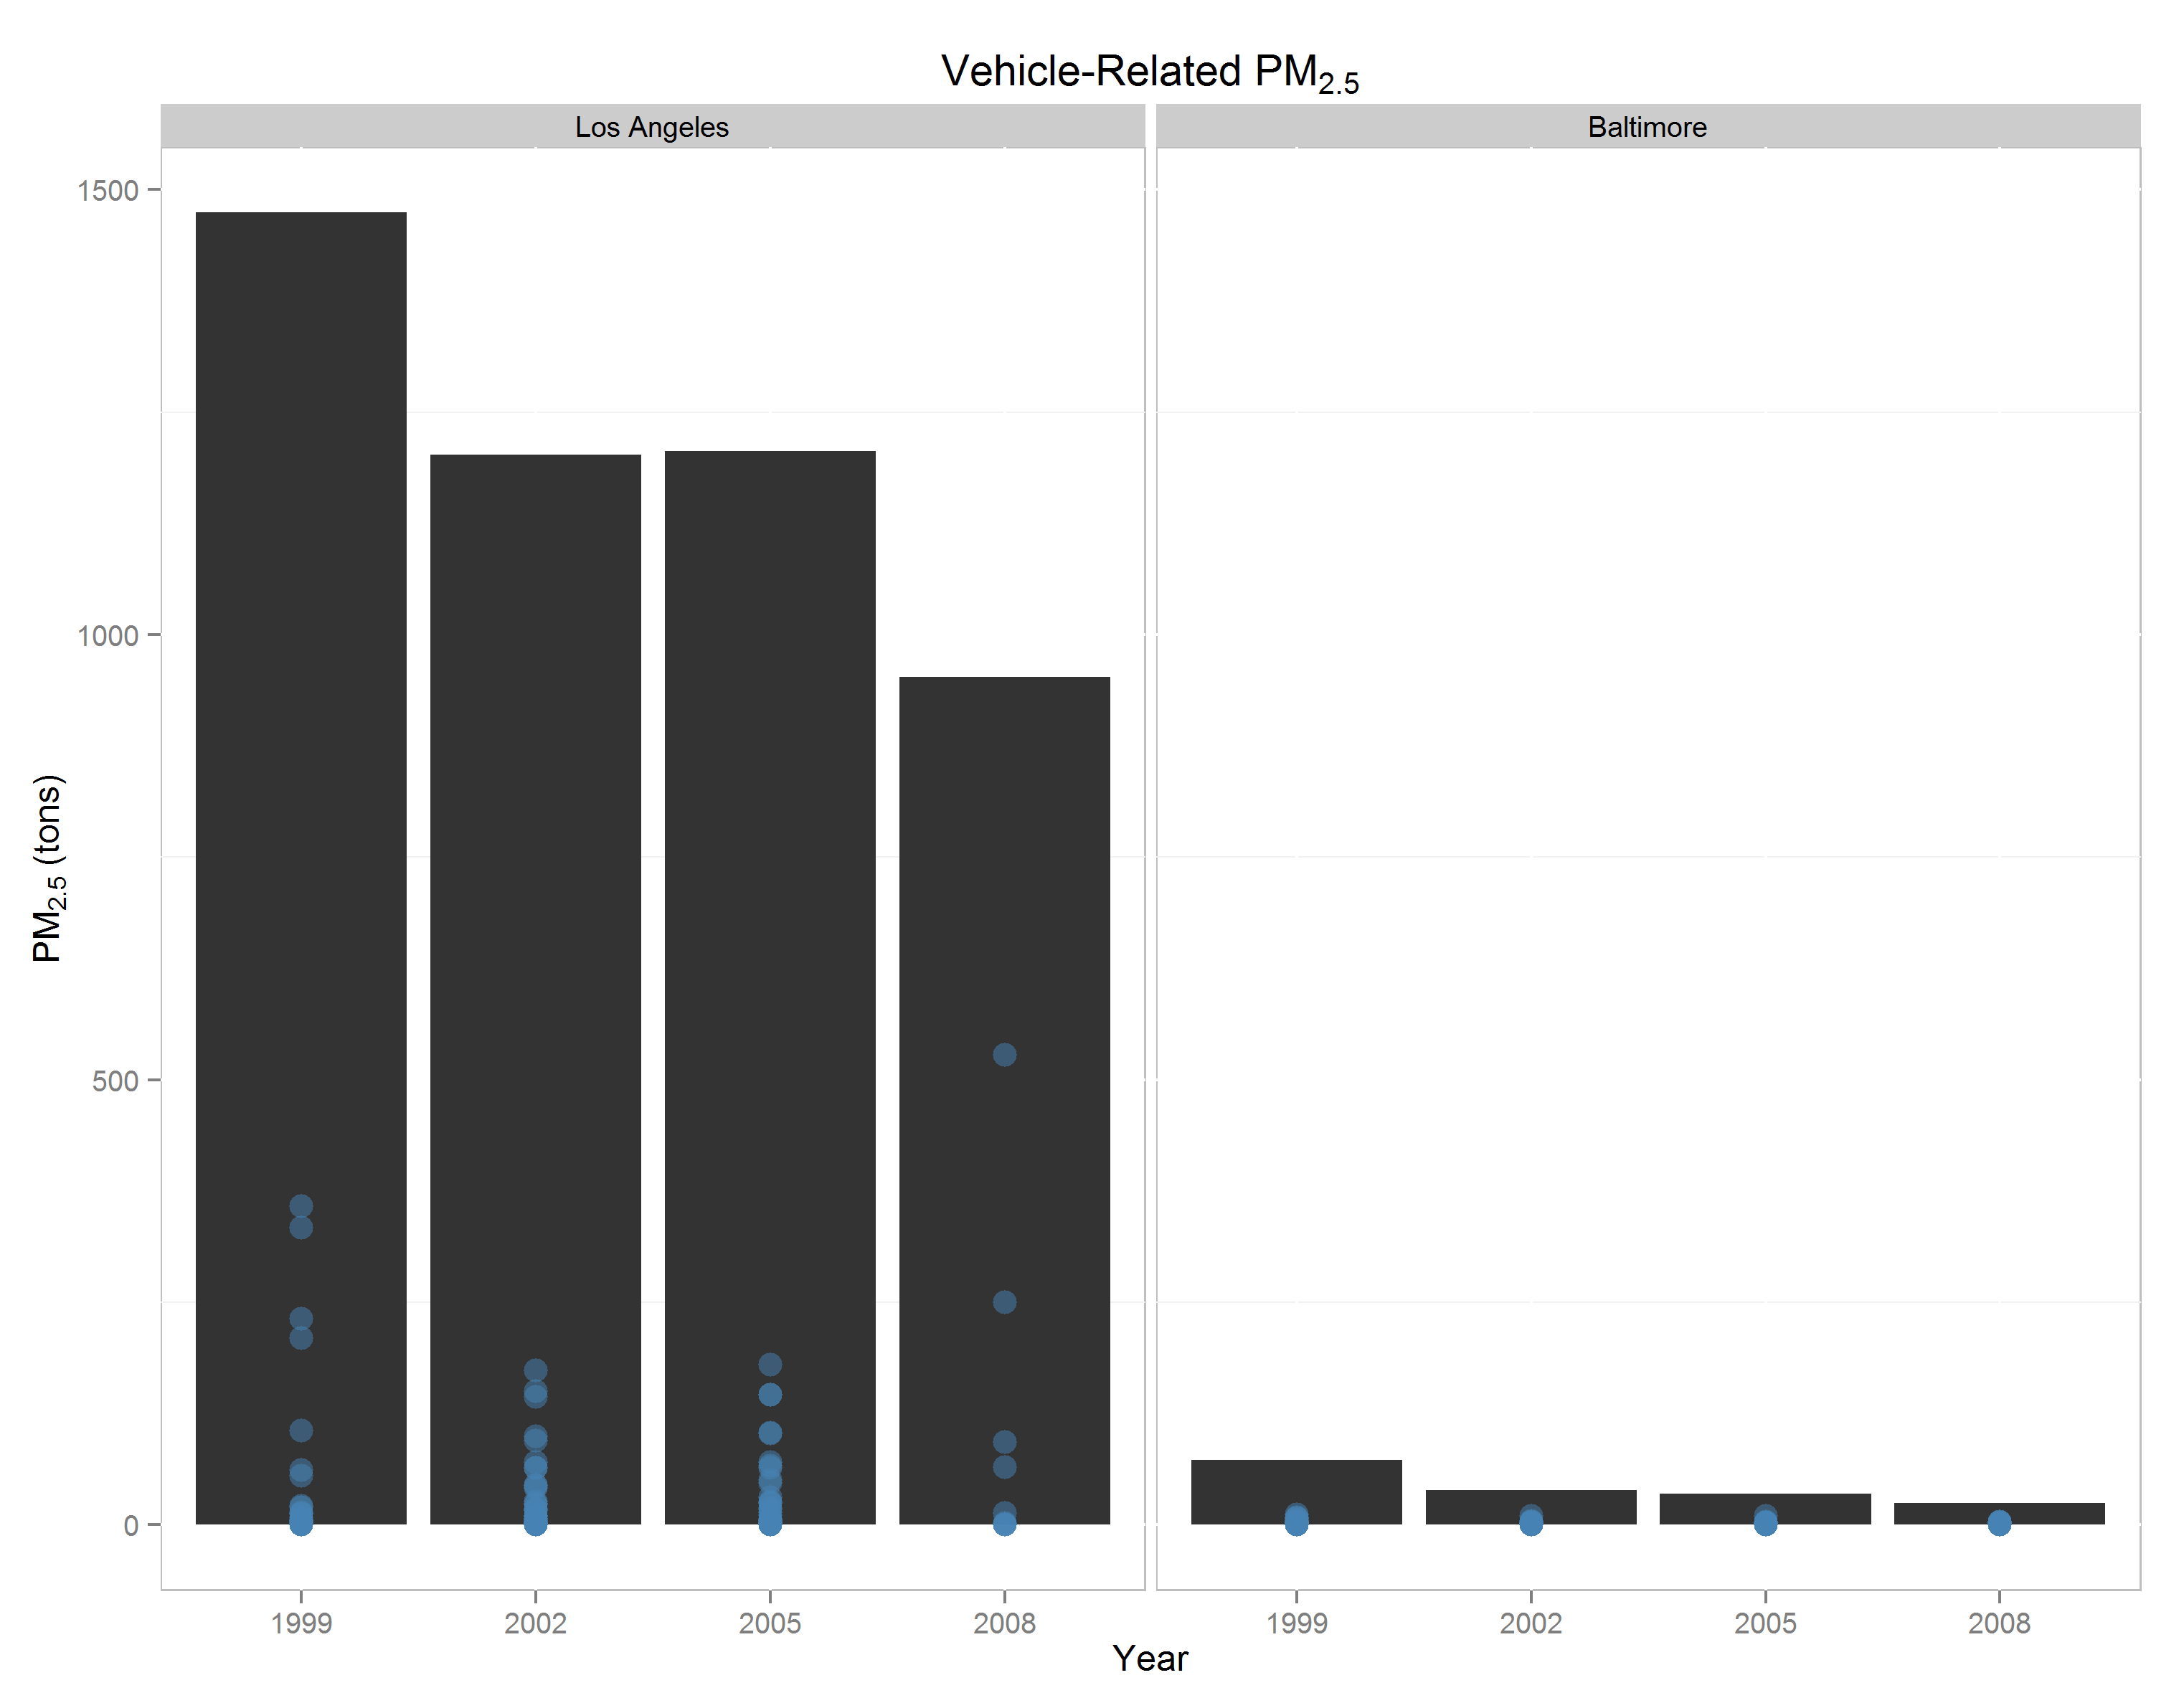 Vehicle-Related PM2.5
Los Angeles
Baltimore
1500
1000
500
0
PM2.5 (tons)
1999 2002 2005 2008
1999 2002 2005 2008
Year